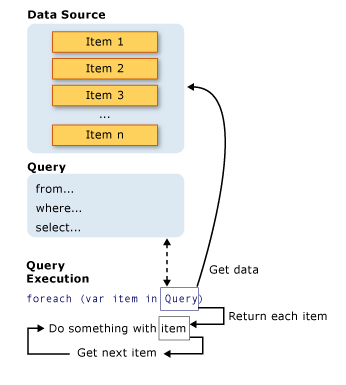 Data Source
Item 1
Item 2
Item 3
...
Item n
Query
from...
where...
select...
Query
Execution
Get data
foreach (var item in Query)
Return each item
Do something with item
Get next item